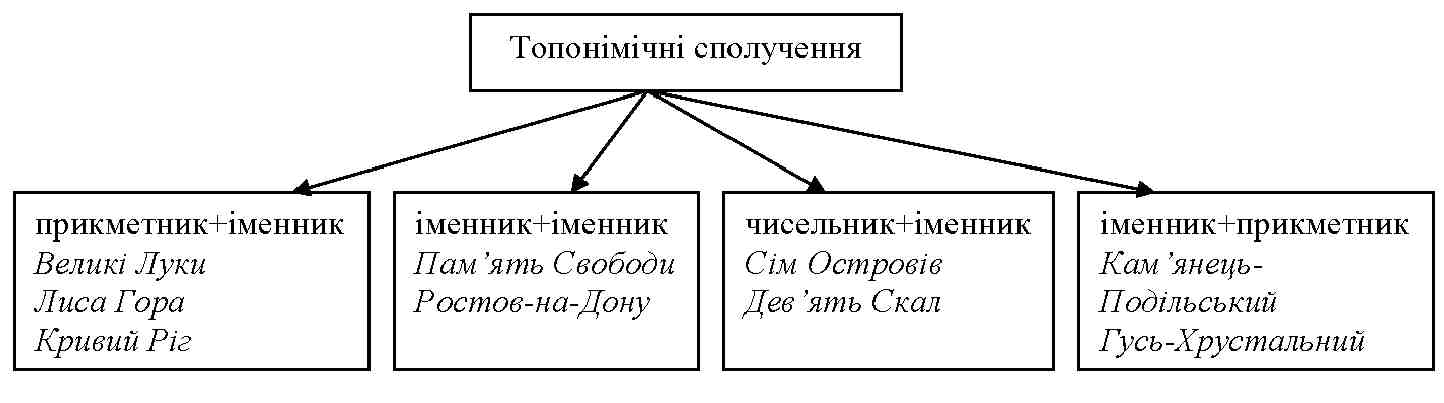 Топонімічні сполучення
прикметник+іменник
Великі Луки
Лиса Гора
Кривий Ріг
іменник+іменник
Пам’ять Свободи
Ростов-на-Дону
чисельник+іменник
Сім Островів
Дев’ять Скал
іменник+прикметник
Кам’янець-
Подільський
Гусь-Хрустальний